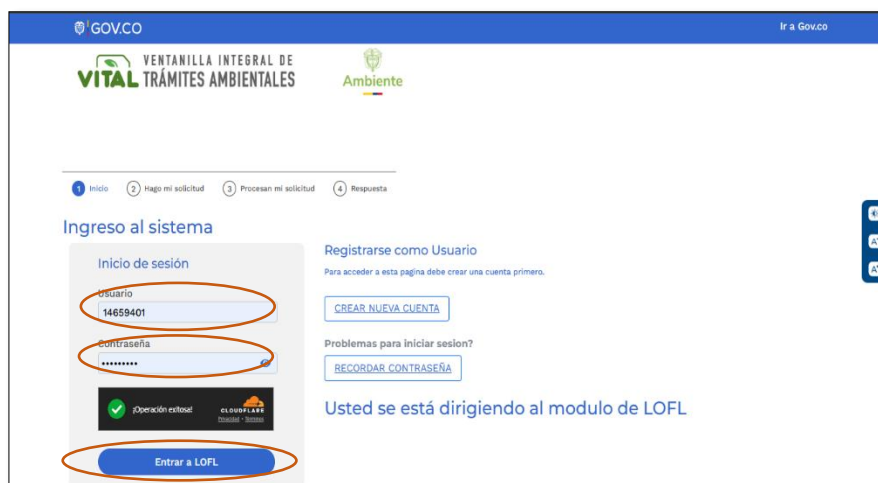 GOV.CO
Ir a Gov.co
VENTANILLA INTEGRAL DE
VITAL TRÁMITES AMBIENTALES
Ambiente
1 Inicio 2 Hago mi solicitud 3 Procesan mi solicitud 4 Respuesta
Ingreso al sistema
Inicio de sesión
Usuario
14659401
Contraseña
•••••••••
¡Operación exitosa!
CLOUDFLARE
Privacidad • Términos
Entrar a LOFL
Registrarse como Usuario
Para acceder a esta pagina debe crear una cuenta primero.
CREAR NUEVA CUENTA
Problemas para iniciar sesion?
RECORDAR CONTRASEÑA
Usted se está dirigiendo al modulo de LOFL